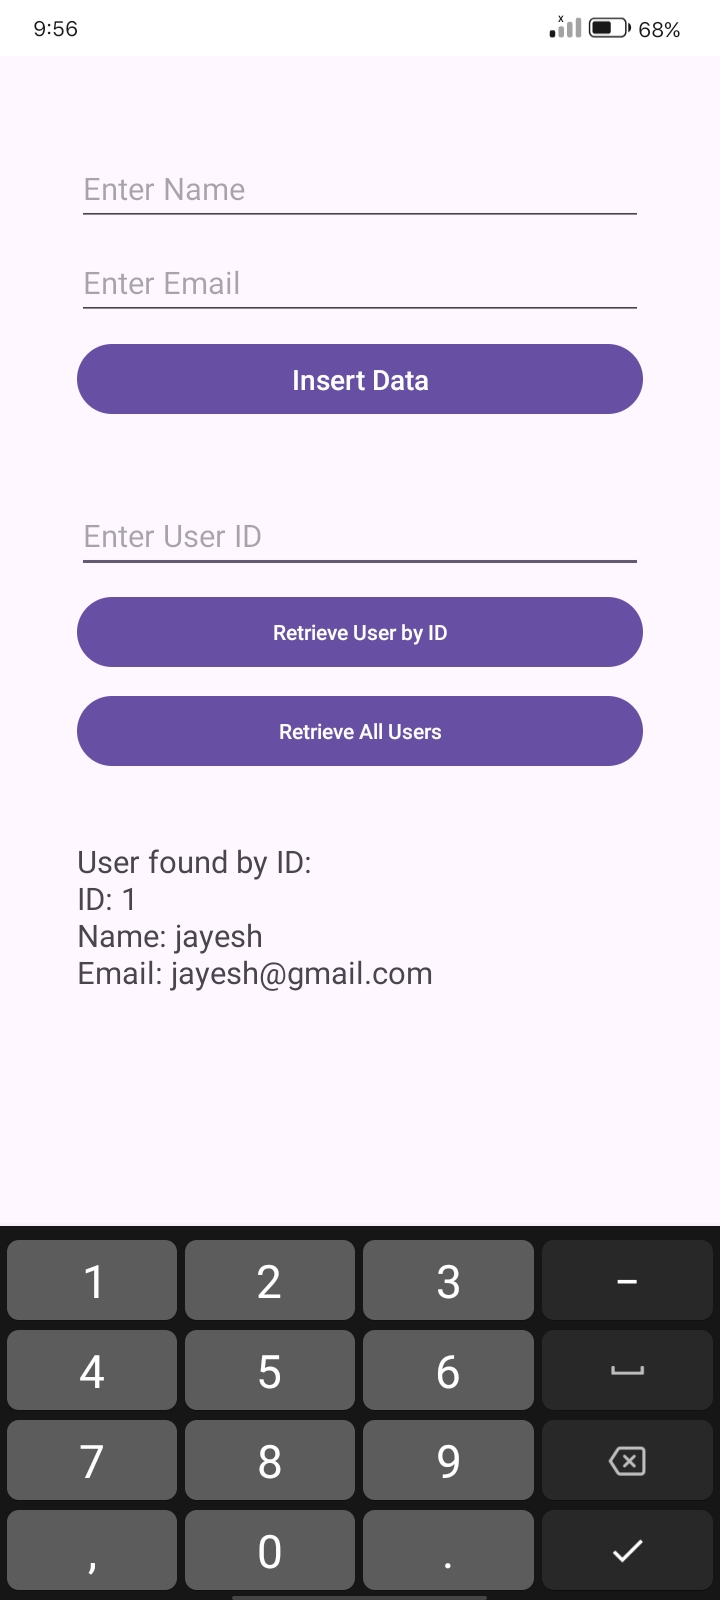 9:56
68%
Enter Name
Enter Email
Insert Data
Enter User ID
Retrieve User by ID
Retrieve All Users
User found by ID:
ID: 1
Name: jayesh
Email: jayesh@gmail.com
1 2 3 –
4 5 6
7 8 9
, 0 .